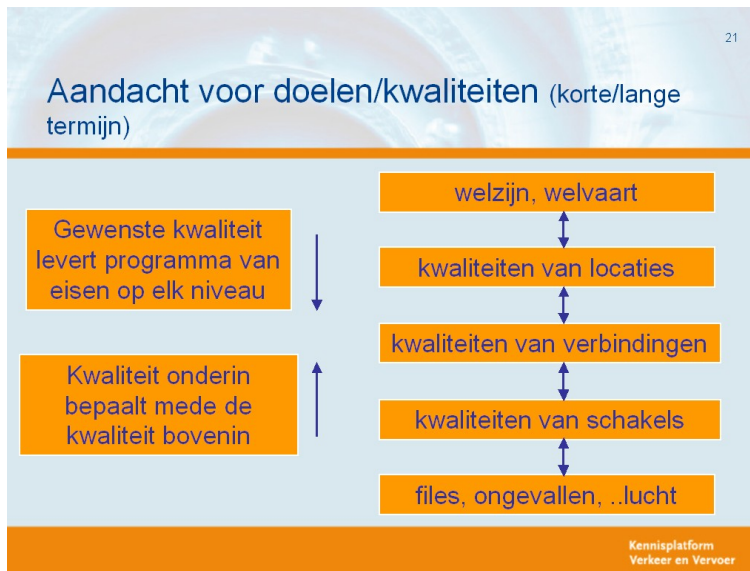 21
Aandacht voor doelen/kwaliteiten (korte/lange
termijn)
Gewenste kwaliteit
levert programma van
eisen op elk niveau
Kwaliteit onderin
bepaalt mede de
kwaliteit bovenin
welzijn, welvaart
kwaliteiten van locaties
kwaliteiten van verbindingen
kwaliteiten van schakels
files, ongevallen, ..lucht
Kennisplatform
Verkeer en Vervoer